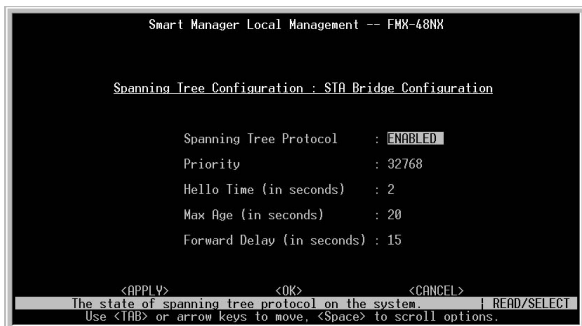 Smart Manager Local Management -- FMX-48NX
Spanning Tree Configuration : STA Bridge Configuration
Spanning Tree Protocol : ENABLED
Priority : 32768
Hello Time (in seconds) : 2
Max Age (in seconds) : 20
Forward Delay (in seconds) : 15
<APPLY> <OK> <CANCEL>
The state of spanning tree protocol on the system. | READ/SELECT
Use <TAB> or arrow keys to move, <Space> to scroll options.